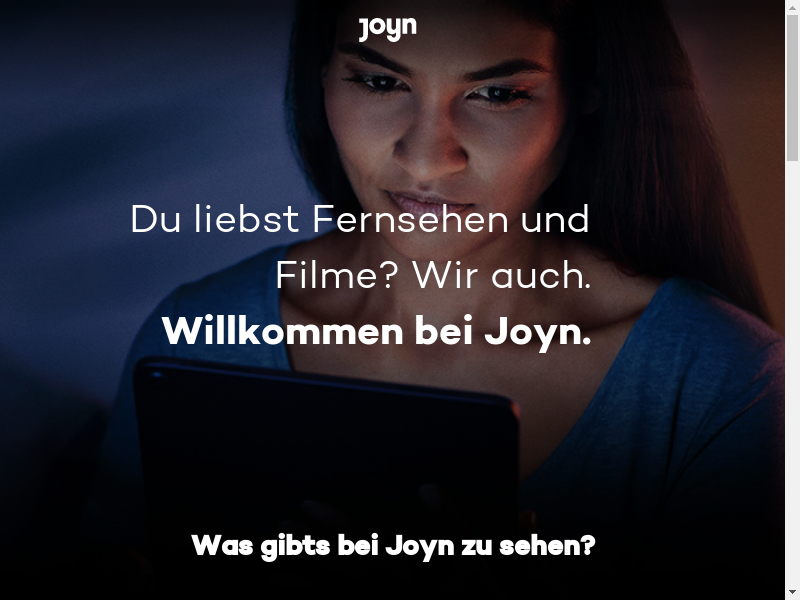 joyn
Du liebst Fernsehen und
Filme? Wir auch.
Willkommen bei Joyn.
Was gibts bei Joyn zu sehen?